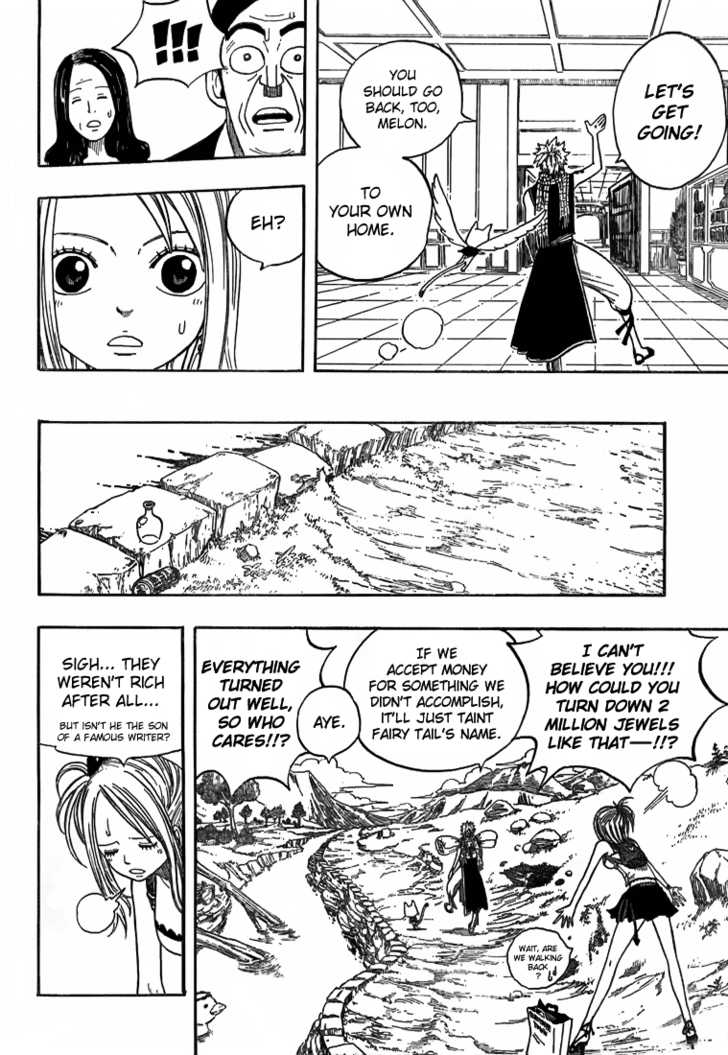 LET'S
GET
GOING!
YOU
SHOULD GO
BACK, TOO,
MELON.
TO
YOUR OWN
HOME.
!!!
EH?
I CAN'T
BELIEVE YOU!!!
HOW COULD YOU
TURN DOWN 2
MILLION JEWELS
LIKE THAT—!!?
IF WE
ACCEPT MONEY
FOR SOMETHING WE
DIDN'T ACCOMPLISH,
IT'LL JUST TAINT
FAIRY TAIL'S NAME.
AYE.
EVERYTHING
TURNED
OUT WELL,
SO WHO
CARES!!?
WAIT, ARE
WE WALKING
BACK
?
SIGH... THEY
WEREN'T RICH
AFTER ALL...
BUT ISN'T HE THE SON
OF A FAMOUS WRITER?